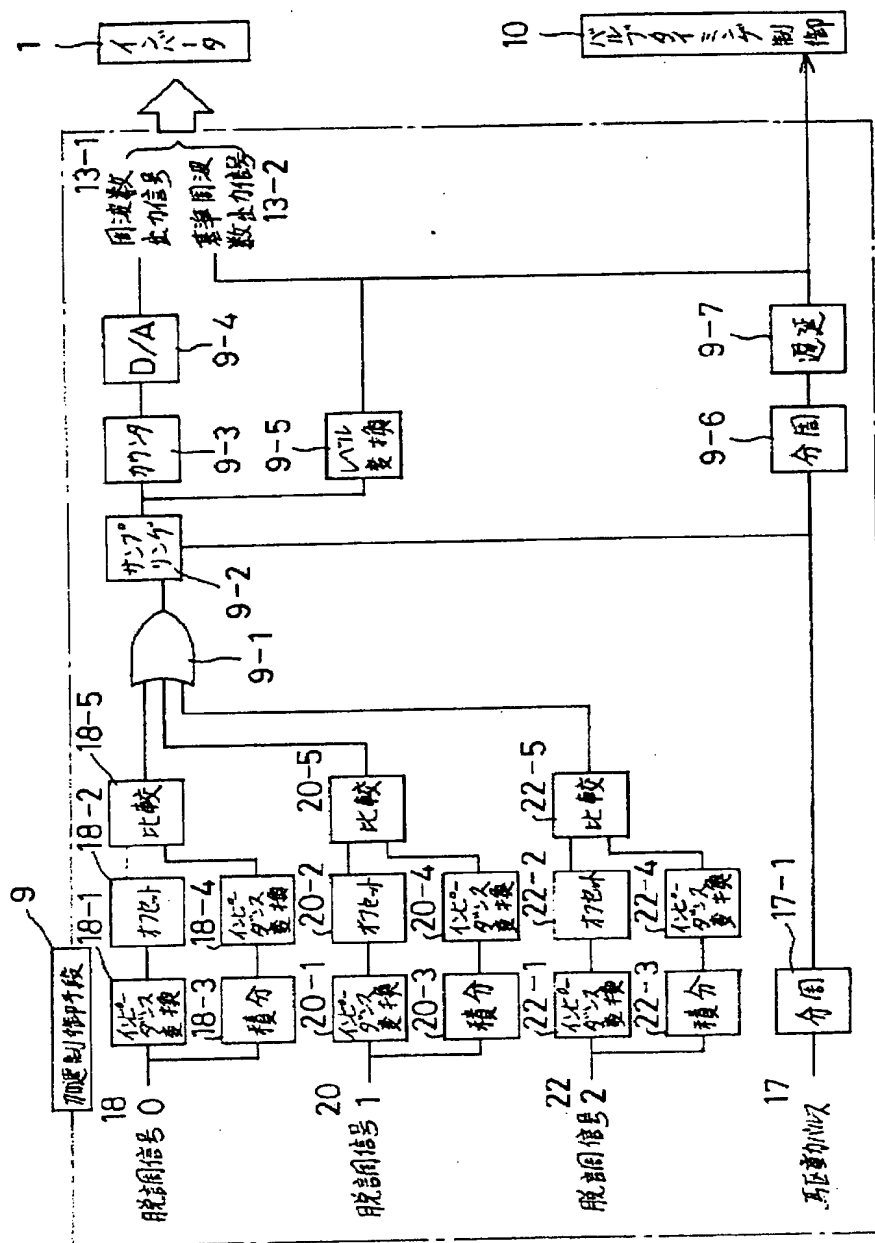 9
加速制御手段
18
脱調信号0
18-1
インピー
ダンス
変換
18-2
オフセット
18-3
積分
18-4
インピー
ダンス
変換
18-5
比較
20
脱調信号1
20-1
インピー
ダンス
変換
20-2
オフセット
20-3
積分
20-4
インピー
ダンス
変換
20-5
比較
22
脱調信号2
22-1
インピー
ダンス
変換
22-2
オフセット
22-3
積分
22-4
インピー
ダンス
変換
22-5
比較
17
駆動パルス
17-1
分周
9-1
サンプ
リング
9-2
カウンタ
9-3
D/A
9-4
レベル
変換
9-5
分周
9-6
遅延
9-7
13-1
周波数
出力信号
基準周波
数出力信号
13-2
1
インバータ
10
バルブタイミング制御